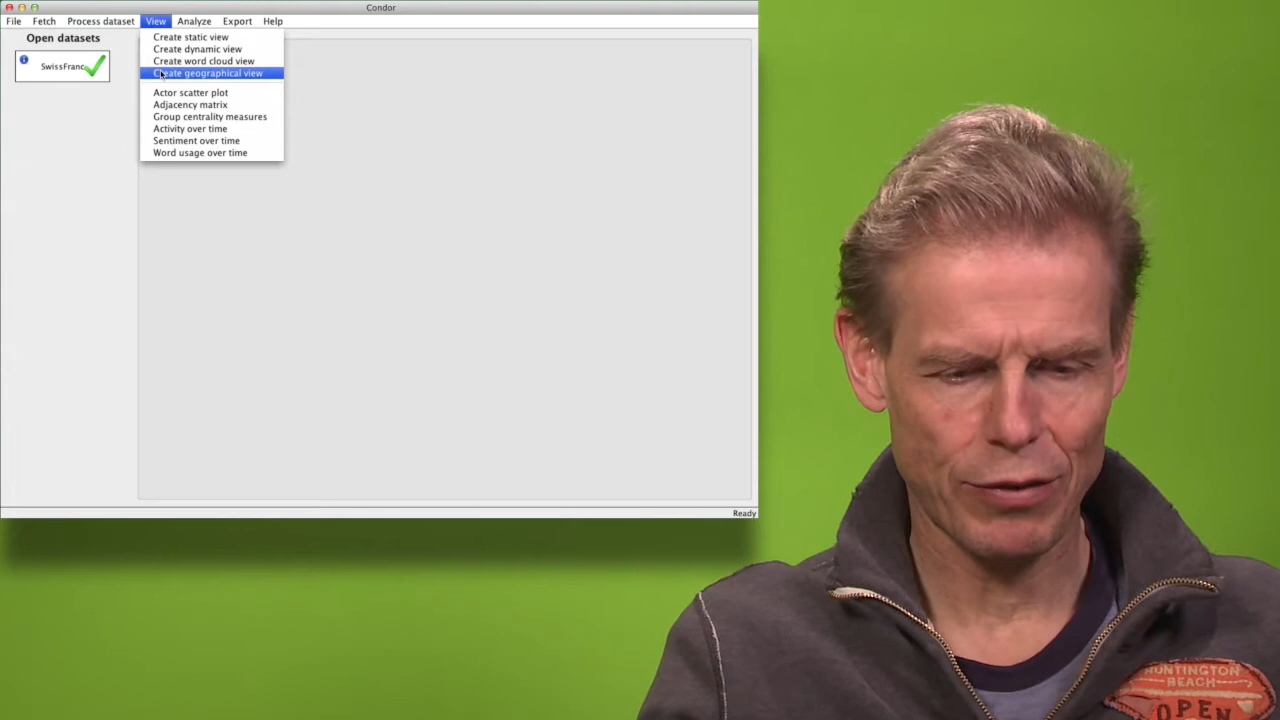 Condor
File Fetch Process dataset View Analyze Export Help
Open datasets
SwissFranc
Create static view
Create dynamic view
Create word cloud view
Create geographical view
Actor scatter plot
Adjacency matrix
Group centrality measures
Activity over time
Sentiment over time
Word usage over time
Ready
HUNTINGTON
BEACH
OPEN